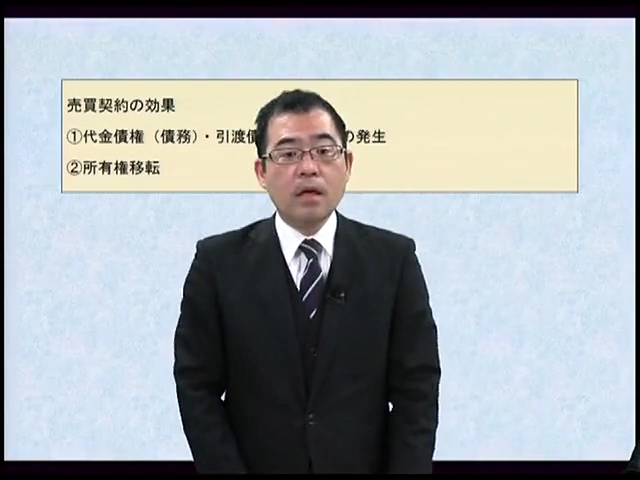 売買契約の効果
①代金債権（債務）・引渡債
の発生
②所有権移転